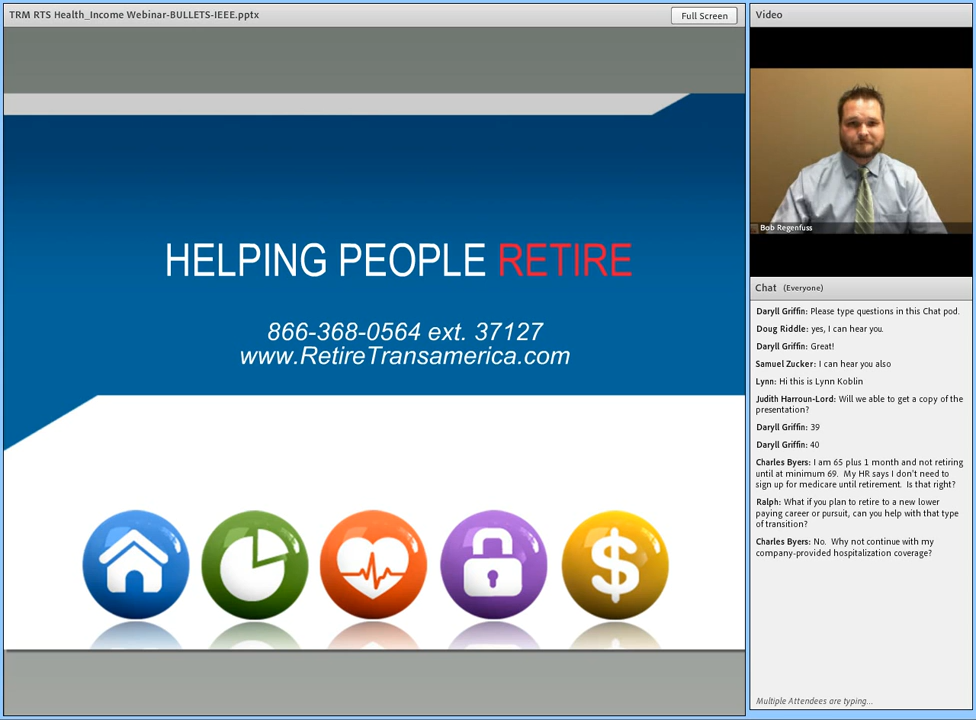 TRM RTS Health_Income Webinar-BULLETS-IEEE.pptx
Full Screen
HELPING PEOPLE RETIRE
866-368-0564 ext. 37127
www.RetireTransamerica.com
$
Video
Bob Regenfuss
Chat (Everyone)
Daryll Griffin: Please type questions in this Chat pod.
Doug Riddle: yes, I can hear you.
Daryll Griffin: Great!
Samuel Zucker: I can hear you also
Lynn: Hi this is Lynn Koblin
Judith Harroun-Lord: Will we able to get a copy of the
presentation?
Daryll Griffin: 39
Daryll Griffin: 40
Charles Byers: I am 65 plus 1 month and not retiring
until at minimum 69. My HR says I don't need to
sign up for medicare until retirement. Is that right?
Ralph: What if you plan to retire to a new lower
paying career or pursuit, can you help with that type
of transition?
Charles Byers: No. Why not continue with my
company-provided hospitalization coverage?
Multiple Attendees are typing...